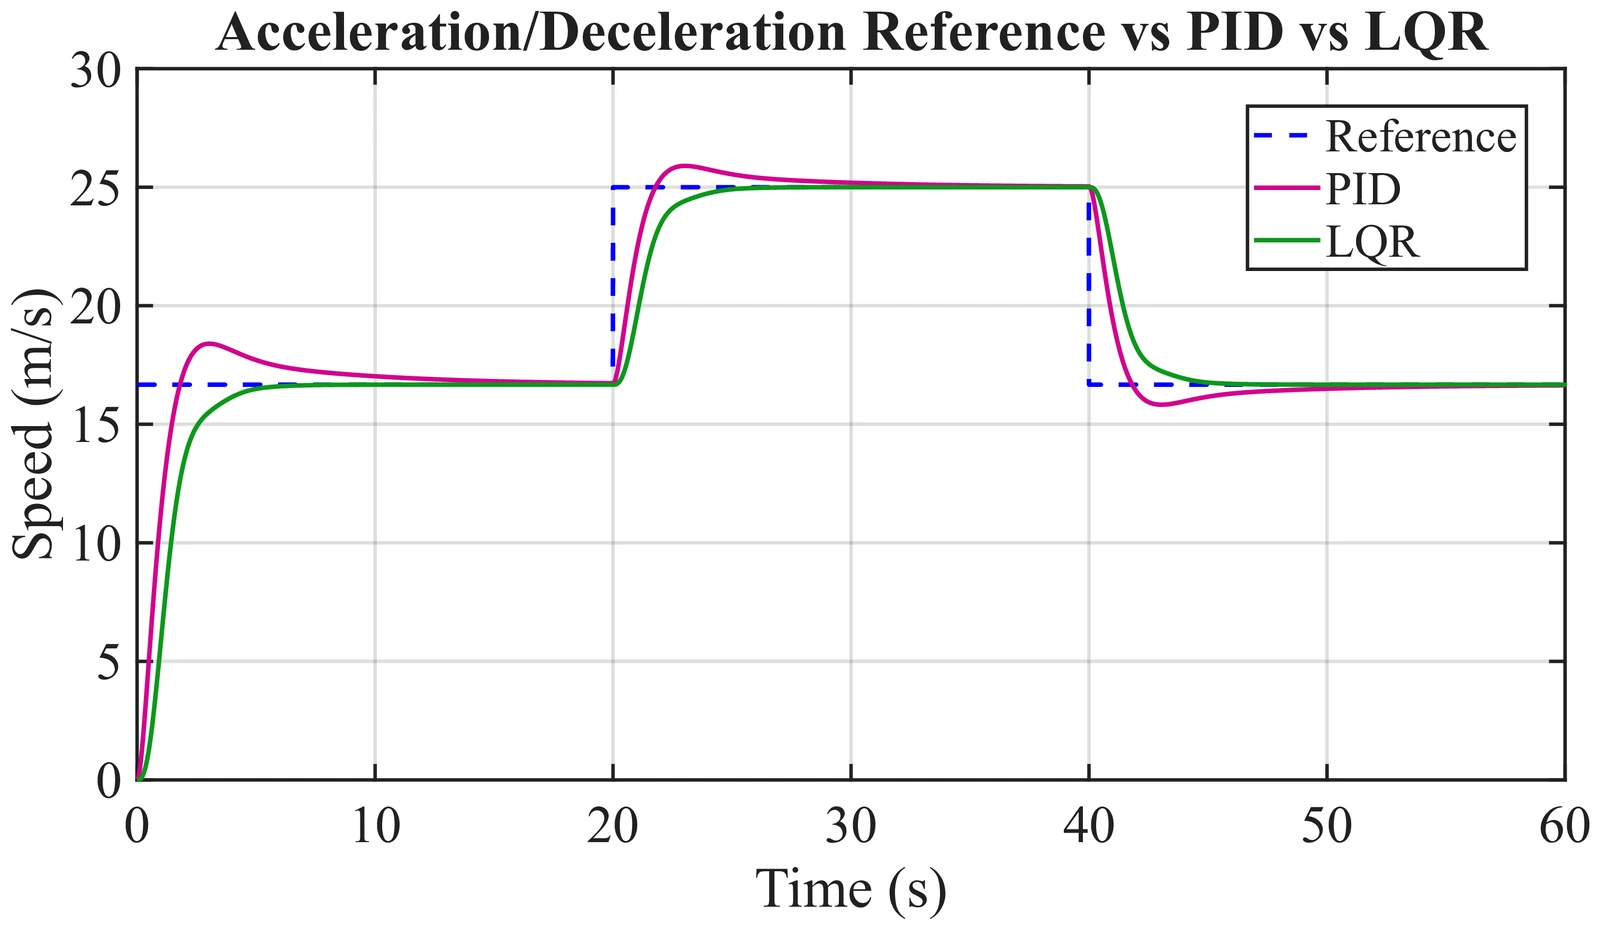 Acceleration/Deceleration Reference vs PID vs LQR
30
25
20
15
10
5
0
Speed (m/s)
Reference
PID
LQR
0 10 20 30 40 50 60
Time (s)